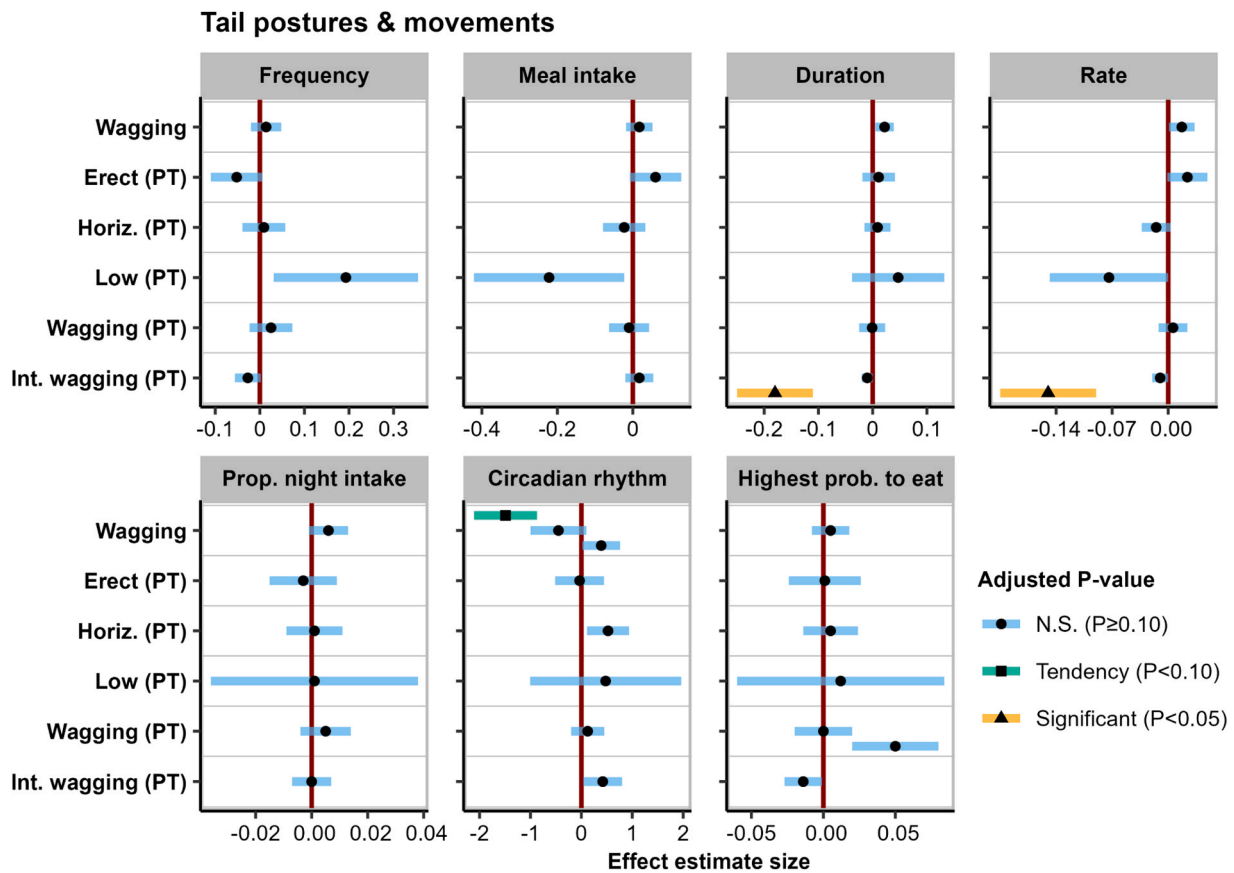 Tail postures & movements
Frequency
Meal intake
Duration
Rate
Wagging
Erect (PT)
Horiz. (PT)
Low (PT)
Wagging (PT)
Int. wagging (PT)
-0.1 0 0.1 0.2 0.3
-0.4 -0.2 0
-0.2 -0.1 0 0.1
-0.14 -0.07 0.00
Prop. night intake
Circadian rhythm
Highest prob. to eat
Wagging
Erect (PT)
Horiz. (PT)
Low (PT)
Wagging (PT)
Int. wagging (PT)
-0.02 0.00 0.02 0.04
-2 -1 0 1 2
-0.05 0.00 0.05
Effect estimate size
Adjusted P-value
N.S. (P≥0.10)
Tendency (P<0.10)
Significant (P<0.05)